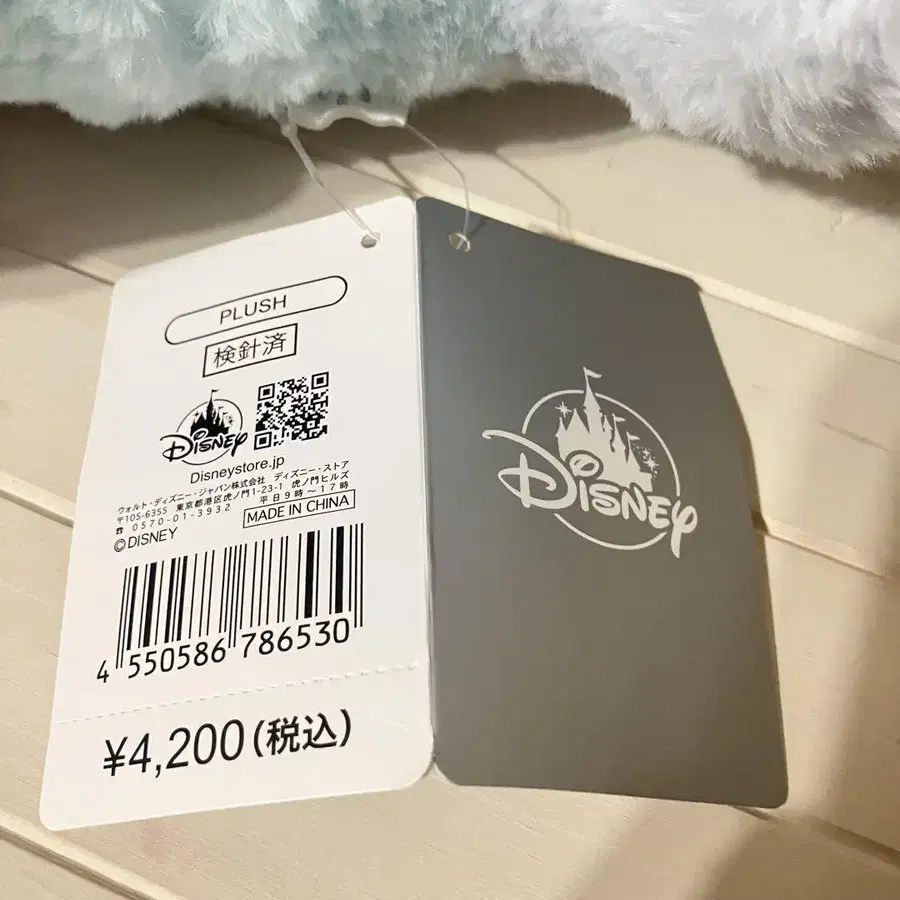 PLUSH
検針済
DISNEY
Disneystore.jp
ウォルト・ディズニー・ジャパン株式会社 ディズニー・ストア
〒105-6355 東京都港区虎ノ門1-23-1 虎ノ門ヒルズ
☎ 0570-01-3932 平日9時～17時
©DISNEY MADE IN CHINA
4 550586 786530
¥4,200(税込)
DISNEY